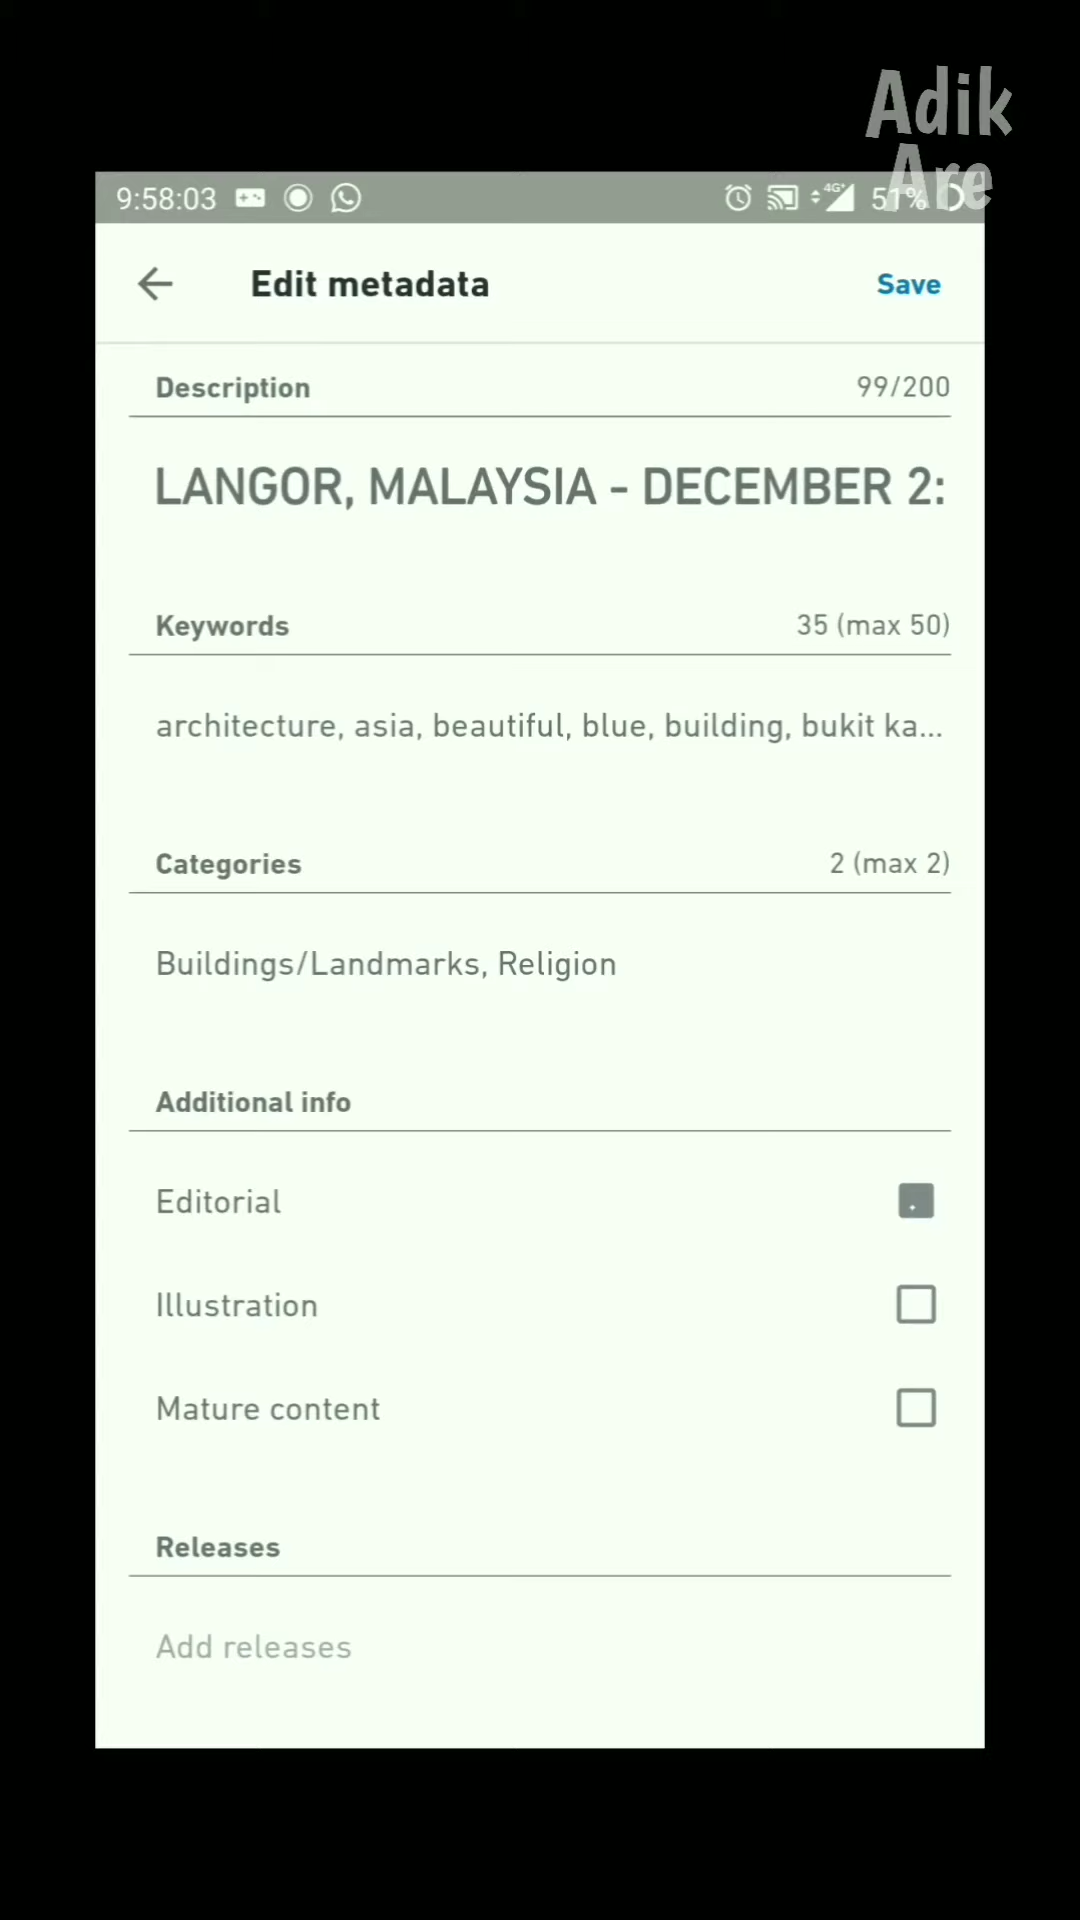 Adik
Are
9:58:03 4G+ 51%
Edit metadata Save
Description 99/200
LANGOR, MALAYSIA - DECEMBER 2:
Keywords 35 (max 50)
architecture, asia, beautiful, blue, building, bukit ka...
Categories 2 (max 2)
Buildings/Landmarks, Religion
Additional info
Editorial
Illustration
Mature content
Releases
Add releases